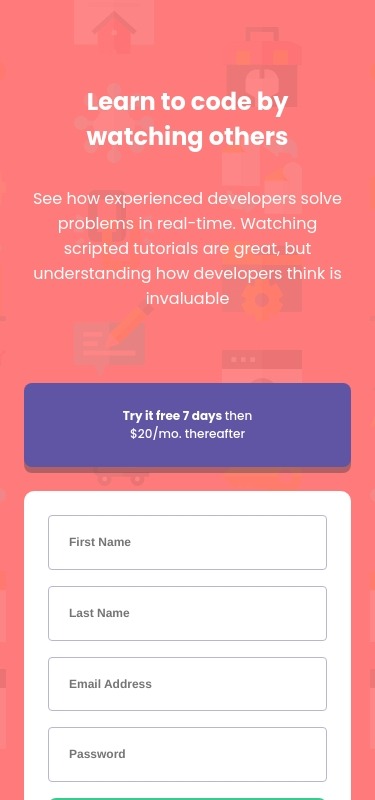 Learn to code by
watching others
See how experienced developers solve
problems in real-time. Watching
scripted tutorials are great, but
understanding how developers think is
invaluable
Try it free 7 days then
$20/mo. thereafter
First Name
Last Name
Email Address
Password